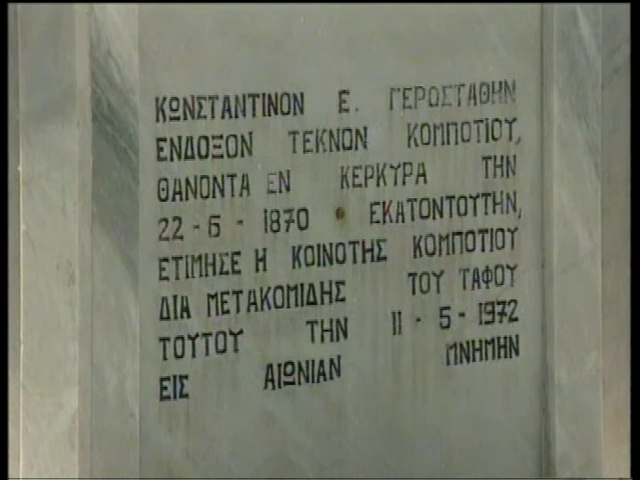 ΚΩΝΣΤΑΝΤΙΝΟΝ Ε. ΓΕΡΟΣΤΑΘΗΝ
ΕΝΔΟΞΟΝ ΤΕΚΝΟΝ ΚΟΜΠΟΤΙΟΥ,
ΘΑΝΟΝΤΑ ΕΝ ΚΕΡΚΥΡΑ ΤΗΝ
22 - 6 - 1870 • ΕΚΑΤΟΝΤΟΥΤΗΝ,
ΕΤΙΜΗΣΕ Η ΚΟΙΝΟΤΗΣ ΚΟΜΠΟΤΙΟΥ
ΔΙΑ ΜΕΤΑΚΟΜΙΔΗΣ ΤΟΥ ΤΑΦΟΥ
ΤΟΥΤΟΥ ΤΗΝ 11 - 5 - 1972
ΕΙΣ ΑΙΩΝΙΑΝ ΜΝΗΜΗΝ